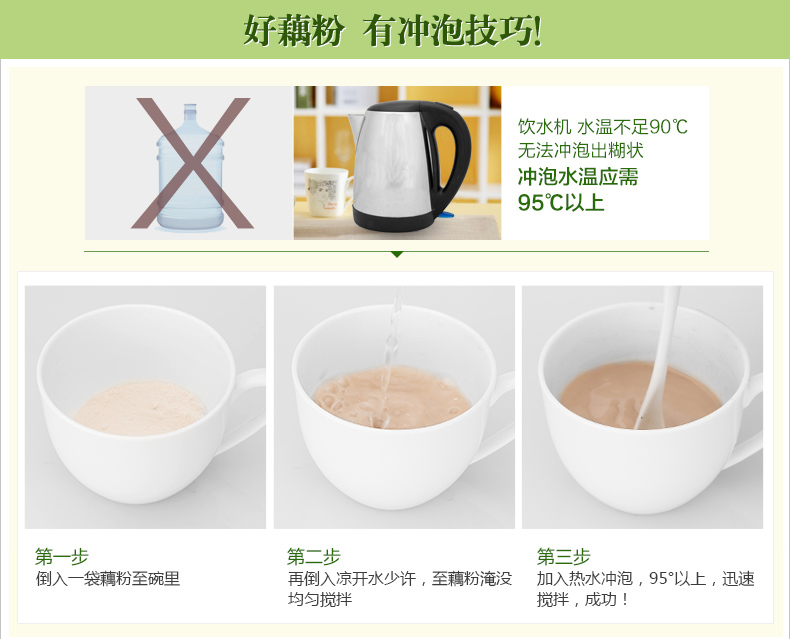 好藕粉 有冲泡技巧!
饮水机 水温不足90℃
无法冲泡出糊状
冲泡水温应需
95℃以上
第一步
倒入一袋藕粉至碗里
第二步
再倒入凉开水少许，至藕粉淹没
均匀搅拌
第三步
加入热水冲泡，95°以上，迅速
搅拌，成功！